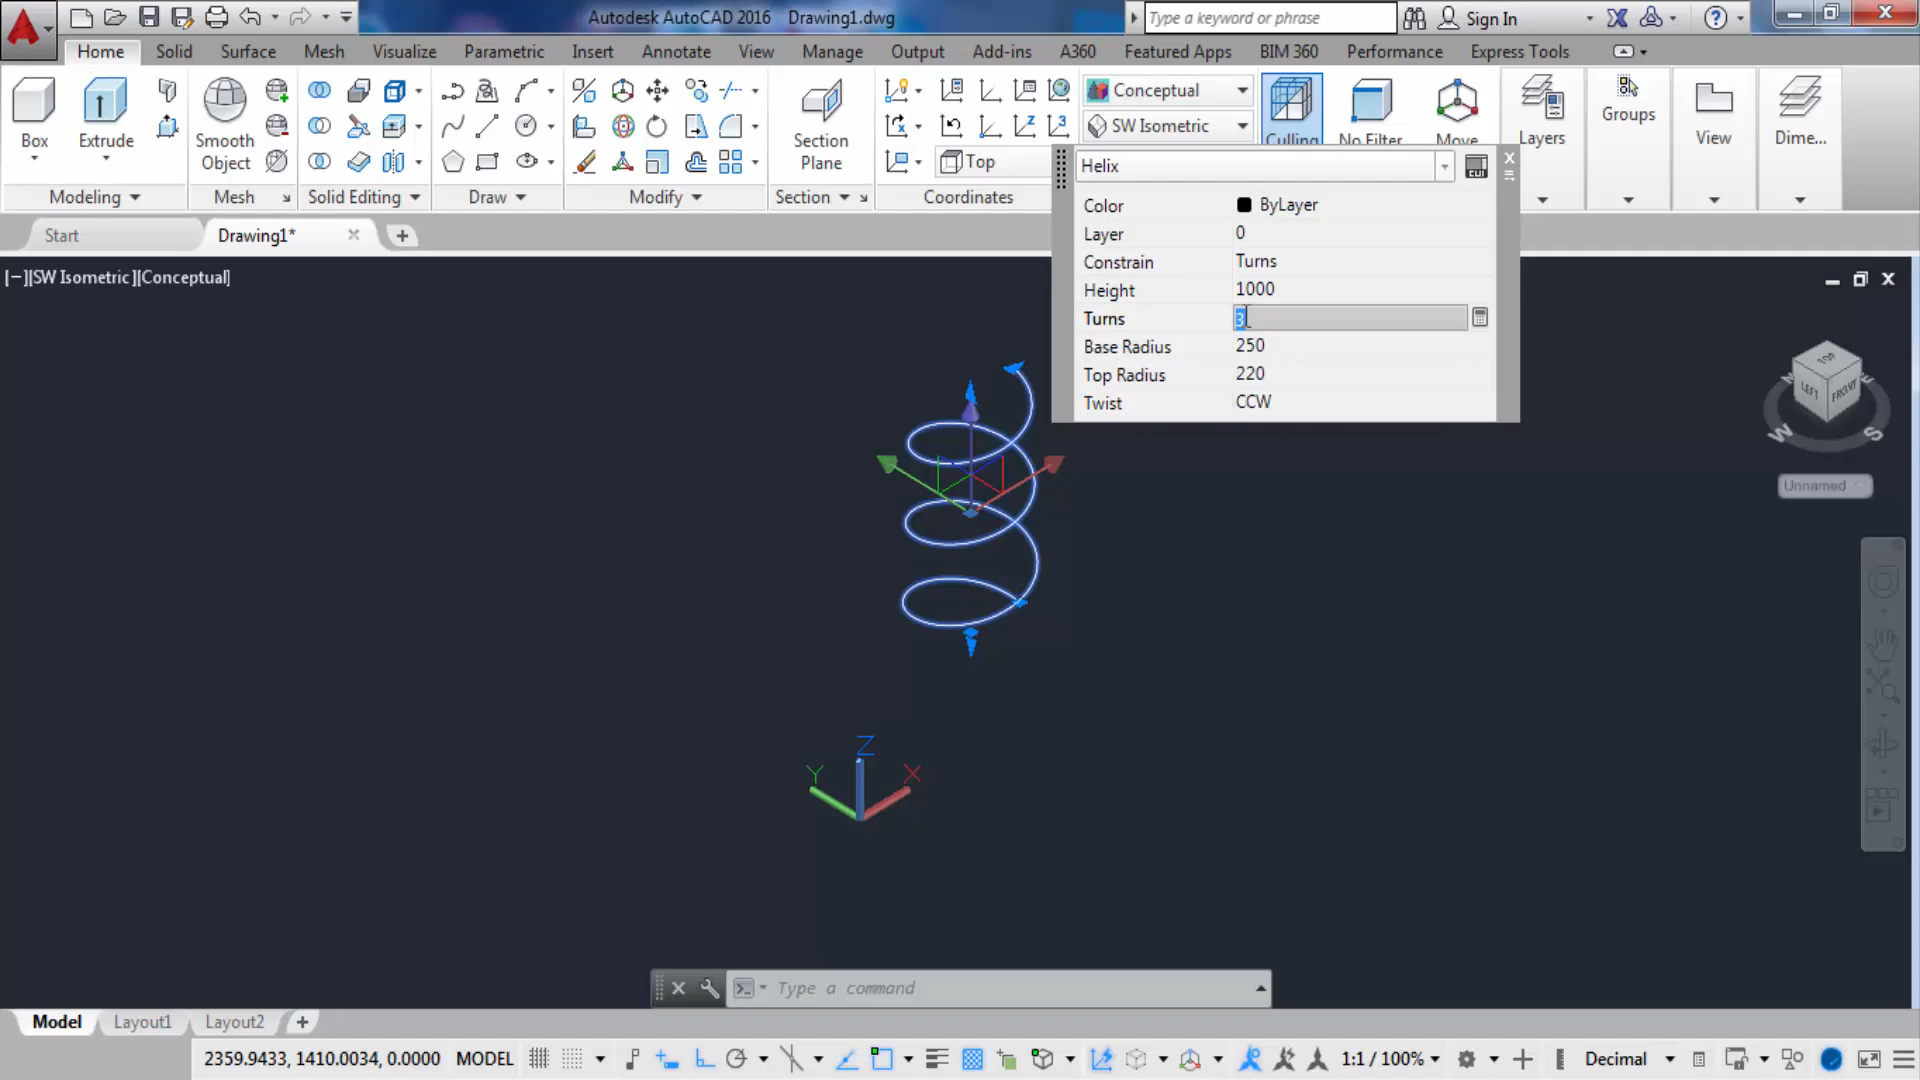 Autodesk AutoCAD 2016 Drawing1.dwg
Type a keyword or phrase
Sign In
Home Solid Surface Mesh Visualize Parametric Insert Annotate View Manage Output Add-ins A360 Featured Apps BIM 360 Performance Express Tools
Box
Extrude
Smooth
Object
Section
Plane
Conceptual
SW Isometric
Top
Culling
No Filter
Move
Layers
Groups
View
Dime...
Modeling
Mesh
Solid Editing
Draw
Modify
Section
Coordinates
Start
Drawing1*
Helix
CUI
Color ByLayer
Layer 0
Constrain Turns
Height 1000
Turns 3
Base Radius 250
Top Radius 220
Twist CCW
[−][SW Isometric][Conceptual]
TOP
LEFT
FRONT
W
S
Unnamed
Z
Y
X
Type a command
Model Layout1 Layout2
2359.9433, 1410.0034, 0.0000 MODEL
1:1 / 100%
Decimal